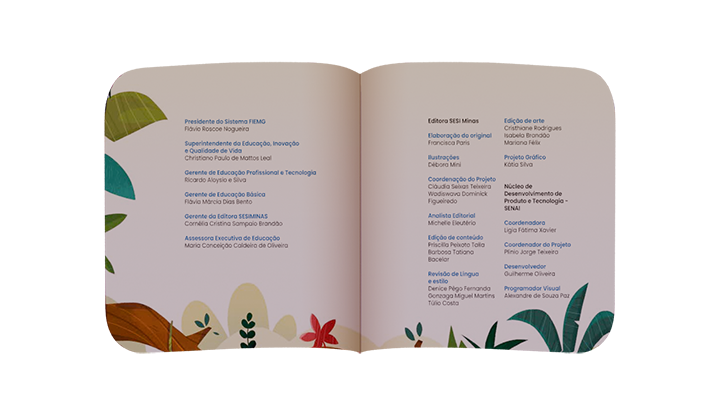 Presidente do Sistema FIEMG
Flávio Roscoe Nogueira
Superintendente da Educação, Inovação
e Qualidade de Vida
Christiano Paulo de Mattos Leal
Gerente de Educação Profissional e Tecnologia
Ricardo Aloysio e Silva
Gerente de Educação Básica
Flávia Márcia Dias Bento
Gerente da Editora SESIMINAS
Cornélia Cristina Sampaio Brandão
Assessora Executiva de Educação
Maria Conceição Caldeira de Oliveira
Editora SESI Minas
Elaboração do original
Francisca Paris
Ilustrações
Débora Mini
Coordenação do Projeto
Cláudia Seixas Teixeira
Wadiswava Dominick
Figueiredo
Analista Editorial
Michelle Eleutério
Edição de conteúdo
Priscilla Peixoto Talia
Barbosa Tatiana
Bacelar
Revisão de Língua
e estilo
Denice Pêgo Fernanda
Gonzaga Miguel Martins
Túlio Costa
Edição de arte
Cristhiane Rodrigues
Isabela Brandão
Mariana Félix
Projeto Gráfico
Kátia Silva
Núcleo de
Desenvolvimento de
Produto e Tecnologia -
SENAI
Coordenadora
Ligia Fátima Xavier
Coordenador do Projeto
Plínio Jorge Teixeira
Desenvolvedor
Guilherme Oliveira
Programador Visual
Alexandre de Souza Paz